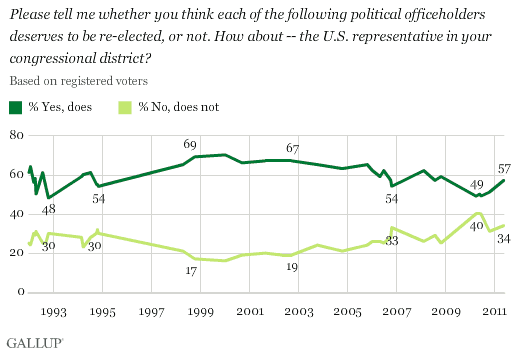 Please tell me whether you think each of the following political officeholders
deserves to be re-elected, or not. How about -- the U.S. representative in your
congressional district?
Based on registered voters
% Yes, does % No, does not
80
60
40
20
0
69
67
57
48
54
54
49
30
30
33
40
34
17
19
1993 1995 1997 1999 2001 2003 2005 2007 2009 2011
GALLUP®